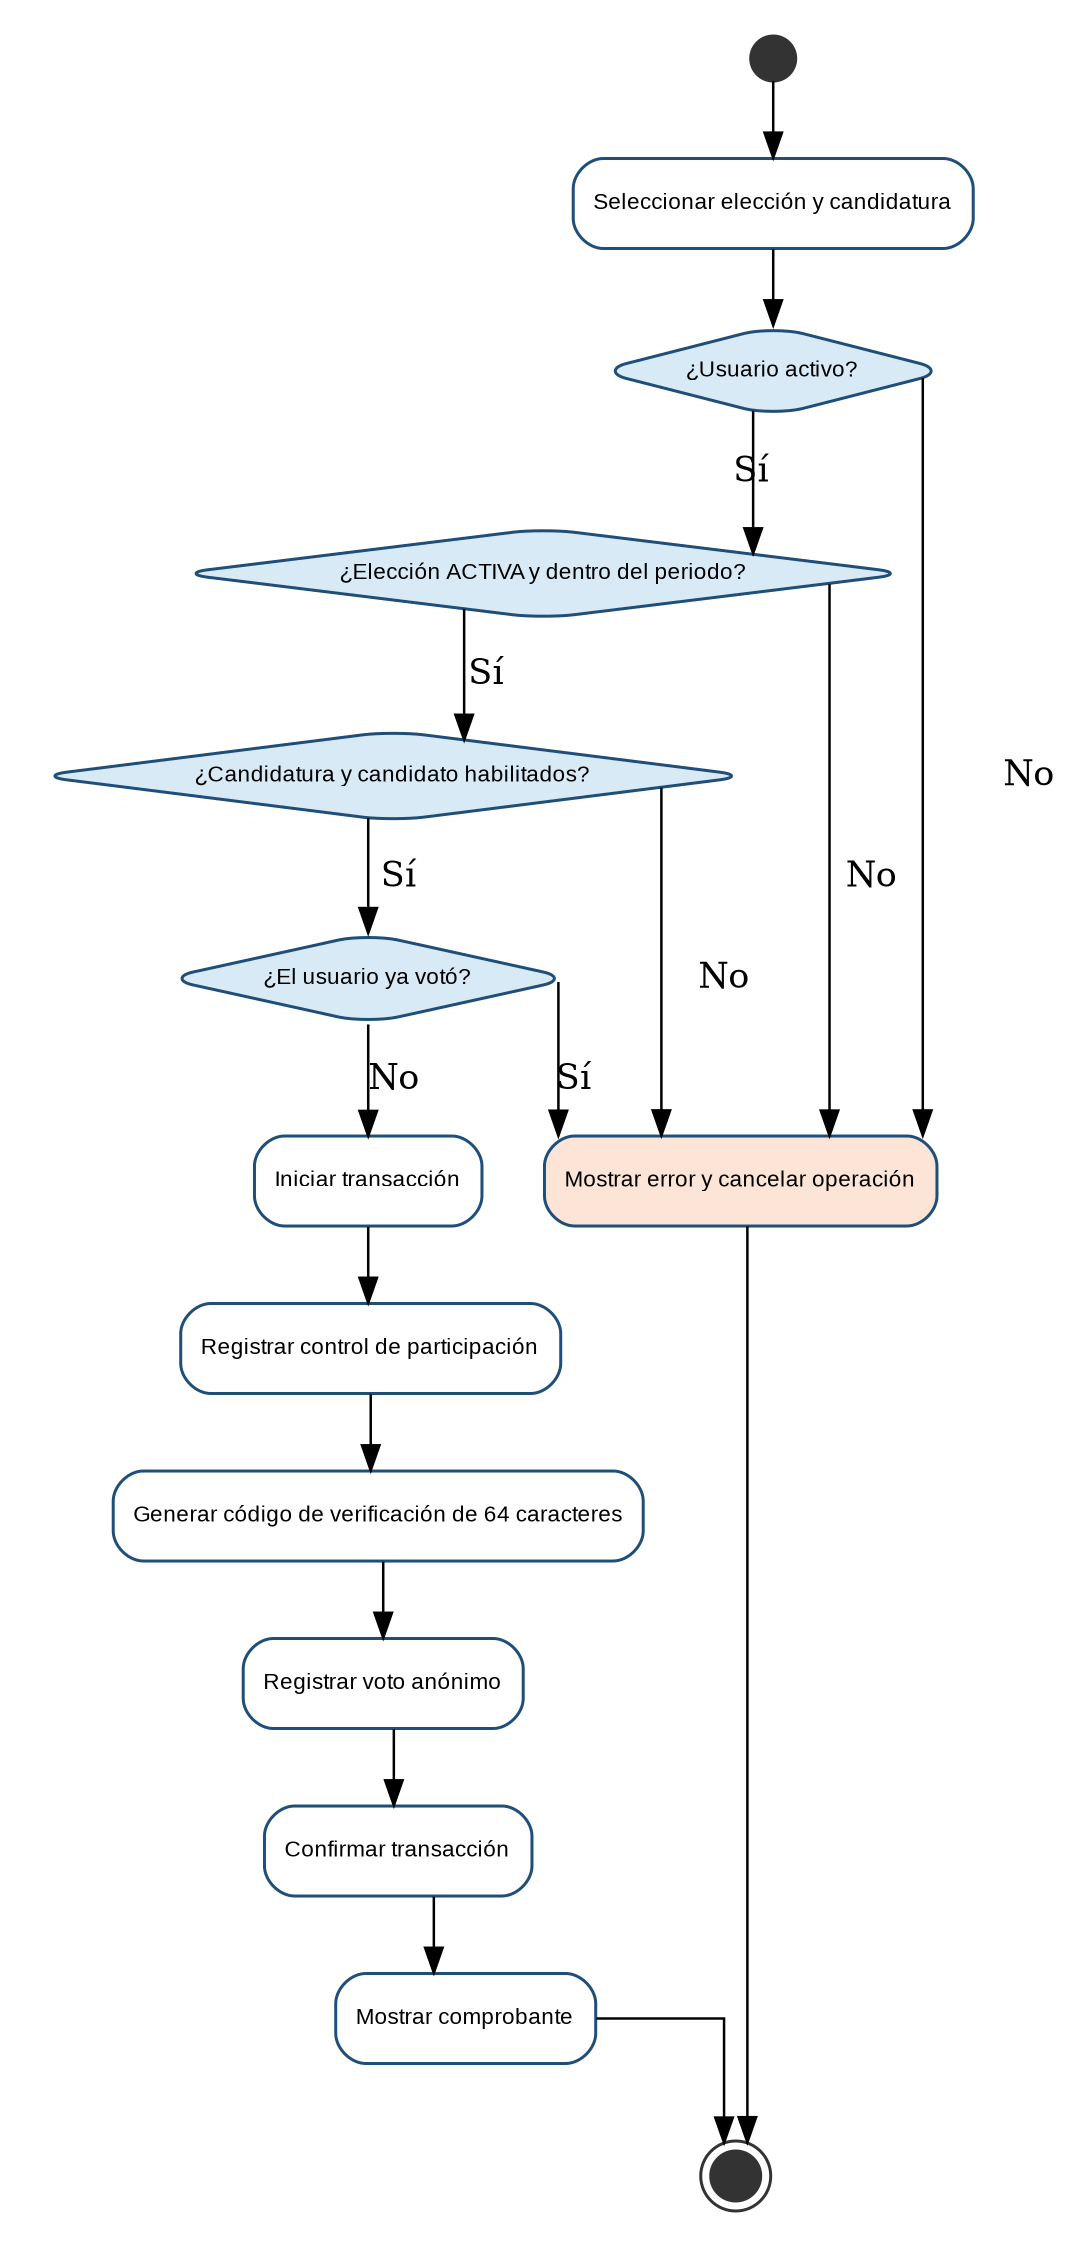 Seleccionar elección y candidatura
¿Usuario activo?
Sí
¿Elección ACTIVA y dentro del periodo?
Sí
¿Candidatura y candidato habilitados?
No
Sí
No
¿El usuario ya votó?
No
No
Sí
Iniciar transacción
Mostrar error y cancelar operación
Registrar control de participación
Generar código de verificación de 64 caracteres
Registrar voto anónimo
Confirmar transacción
Mostrar comprobante